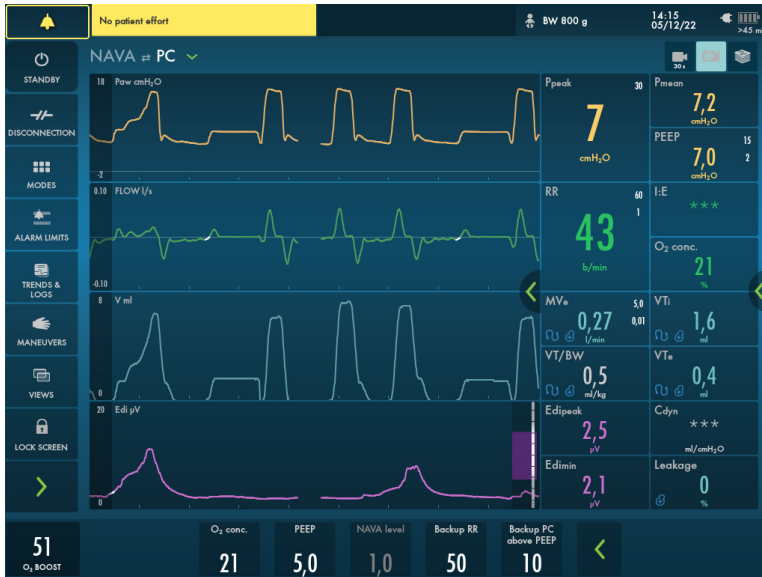 No patient effort
BW 800 g
14:15
05/12/22
>45 m
STANDBY
DISCONNECTION
MODES
ALARM LIMITS
TRENDS &
LOGS
MANEUVERS
VIEWS
LOCK SCREEN
51
O₂ BOOST
NAVA ⇄ PC
30 s
18 Paw cmH₂O
-2
0.10 FLOW l/s
-0.10
8 V ml
0
20 Edi µV
0
Ppeak 30
7
cmH₂O
Pmean
7,2
cmH₂O
PEEP 15
7,0 2
cmH₂O
RR 60
1
43
b/min
I:E
***
O₂ conc.
21
%
MVe 5,0
0,27 0,01
l/min
VTi
1,6
ml
VT/BW
0,5
ml/kg
VTe
0,4
ml
Edipeak
2,5
µV
Cdyn
***
ml/cmH₂O
Edimin
2,1
µV
Leakage
0
%
O₂ conc.
21
PEEP
5,0
NAVA level
1,0
Backup RR
50
Backup PC
above PEEP
10